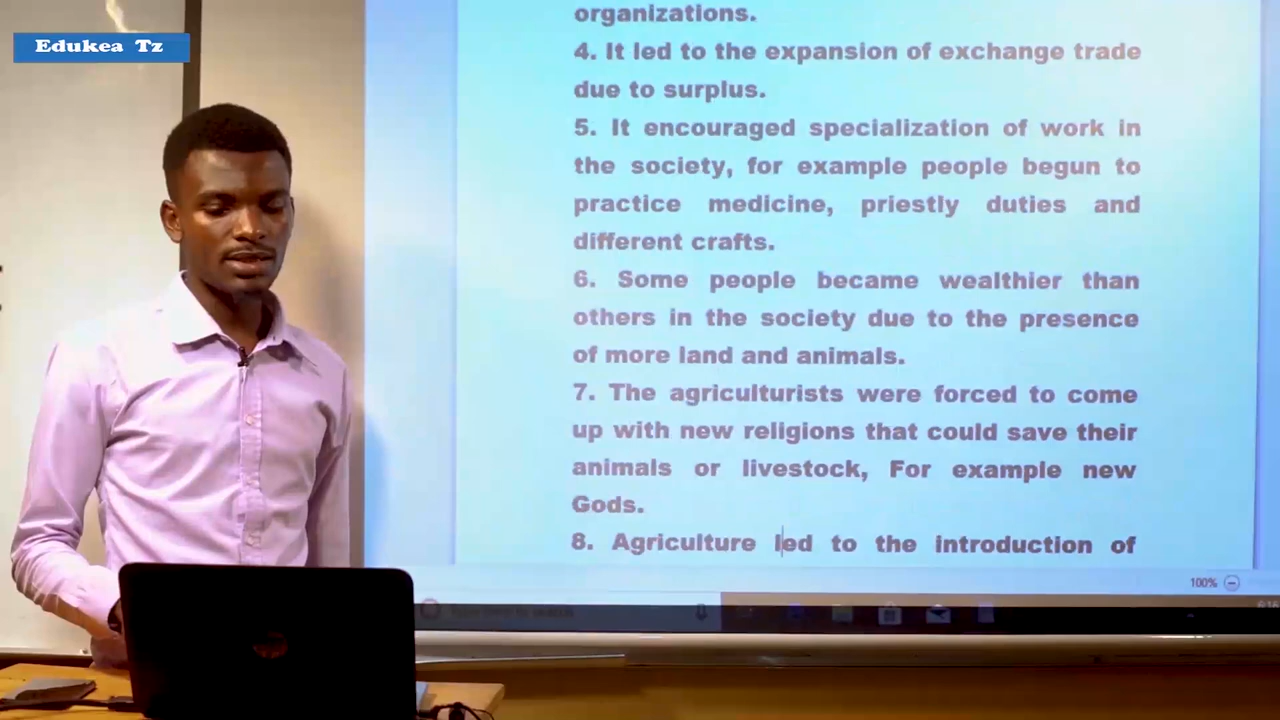 Edukea Tz
organizations.
4. It led to the expansion of exchange trade
due to surplus.
5. It encouraged specialization of work in
the society, for example people begun to
practice medicine, priestly duties and
different crafts.
6. Some people became wealthier than
others in the society due to the presence
of more land and animals.
7. The agriculturists were forced to come
up with new religions that could save their
animals or livestock, For example new
Gods.
8. Agriculture led to the introduction of
100%